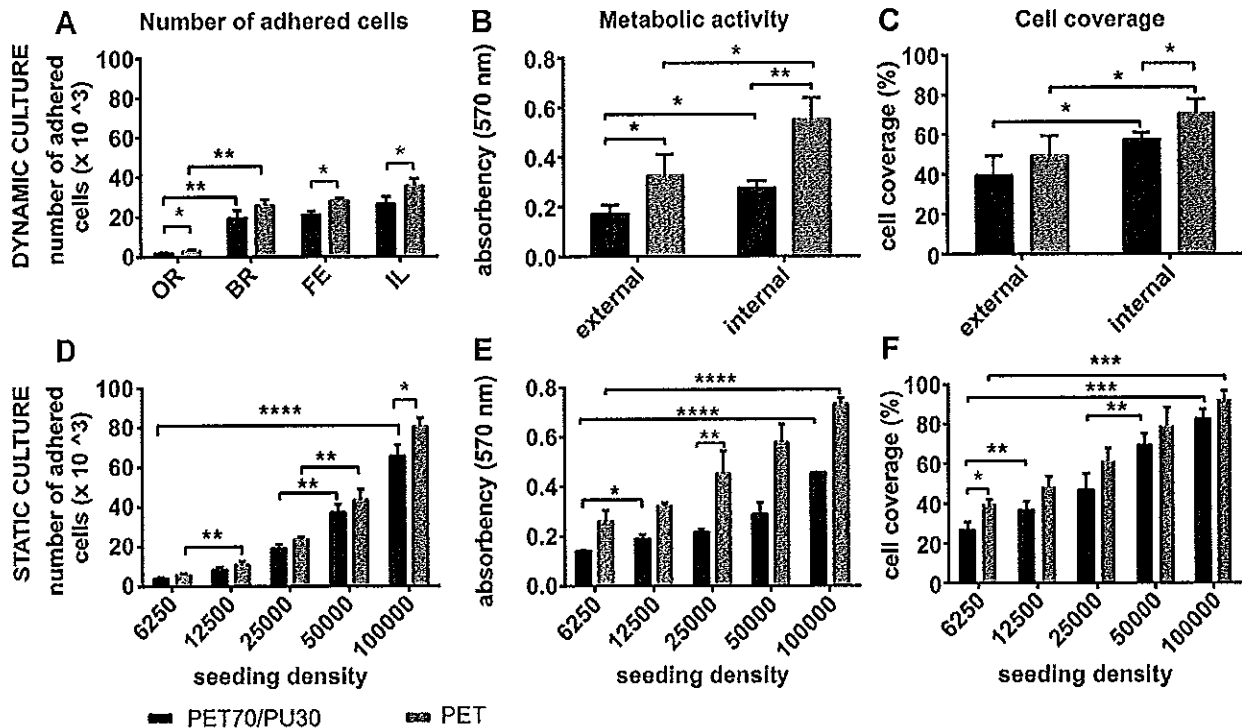 A Number of adhered cells
DYNAMIC CULTURE
number of adhered
cells (x 10 ^3)
100
80
60
40
20
0
**
**
*
*
*
OR BR FE IL
B Metabolic activity
absorbency (570 nm)
0.8
0.6
0.4
0.2
0.0
*
**
*
*
external internal
C Cell coverage
cell coverage (%)
100
80
60
40
20
0
*
*
*
external internal
D
STATIC CULTURE
number of adhered
cells (x 10 ^3)
100
80
60
40
20
0
*
****
**
**
**
6250 12500 25000 50000 100000
seeding density
E
absorbency (570 nm)
0.8
0.6
0.4
0.2
0.0
****
****
**
*
6250 12500 25000 50000 100000
seeding density
F
cell coverage (%)
100
80
60
40
20
0
***
***
**
**
*
6250 12500 25000 50000 100000
seeding density
PET70/PU30 PET